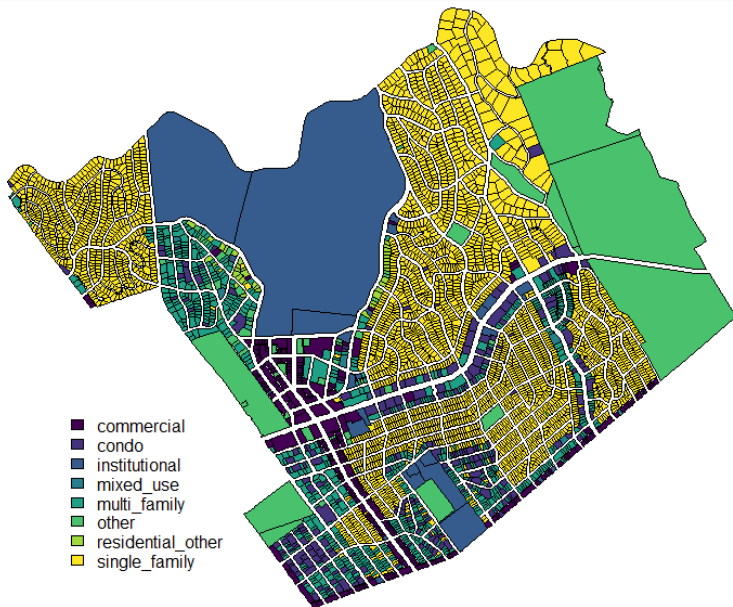 commercial
condo
institutional
mixed_use
multi_family
other
residential_other
single_family